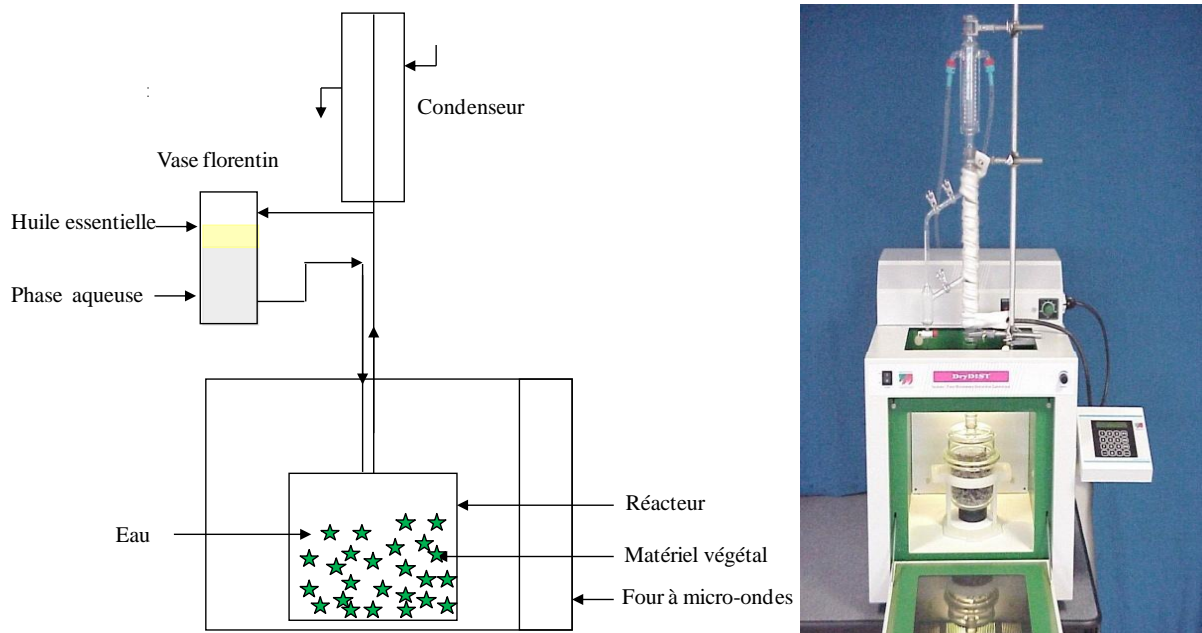 Condenseur
Vase florentin
Huile essentielle
Phase aqueuse
Réacteur
Eau
Matériel végétal
Four à micro-ondes
DryDIST